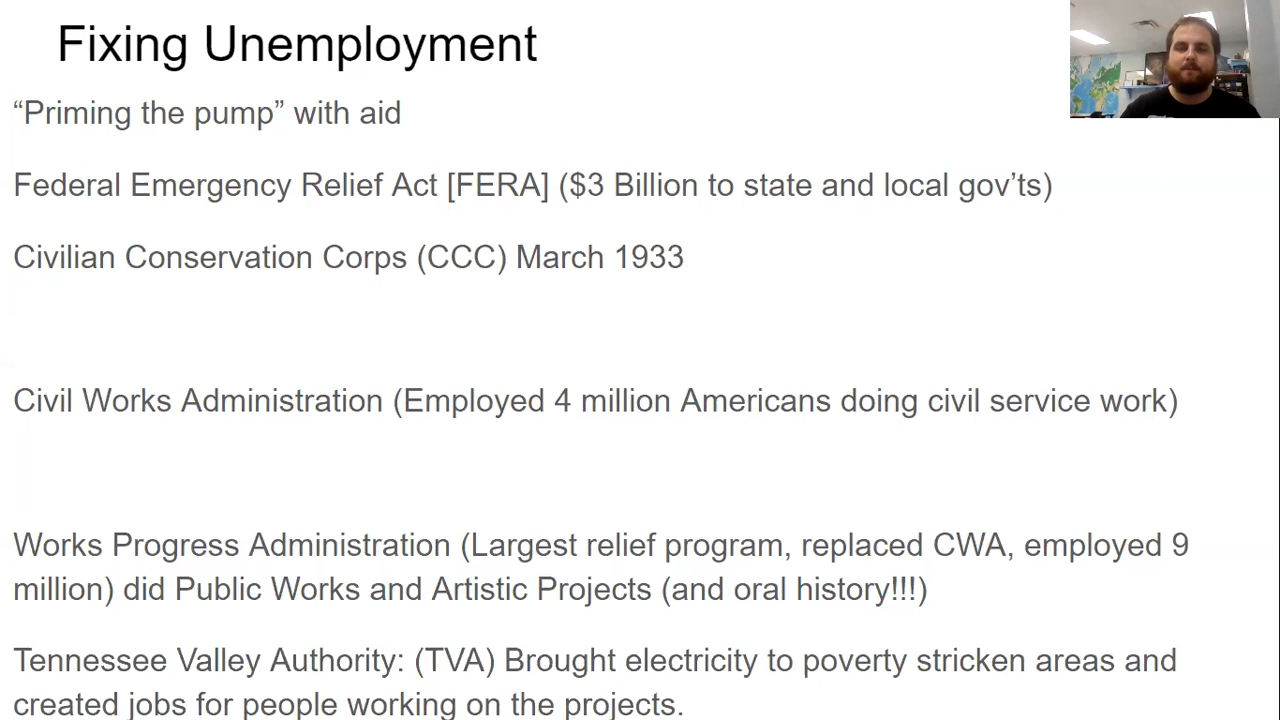 Fixing Unemployment
“Priming the pump” with aid
Federal Emergency Relief Act [FERA] ($3 Billion to state and local gov’ts)
Civilian Conservation Corps (CCC) March 1933
Civil Works Administration (Employed 4 million Americans doing civil service work)
Works Progress Administration (Largest relief program, replaced CWA, employed 9
million) did Public Works and Artistic Projects (and oral history!!!)
Tennessee Valley Authority: (TVA) Brought electricity to poverty stricken areas and
created jobs for people working on the projects.